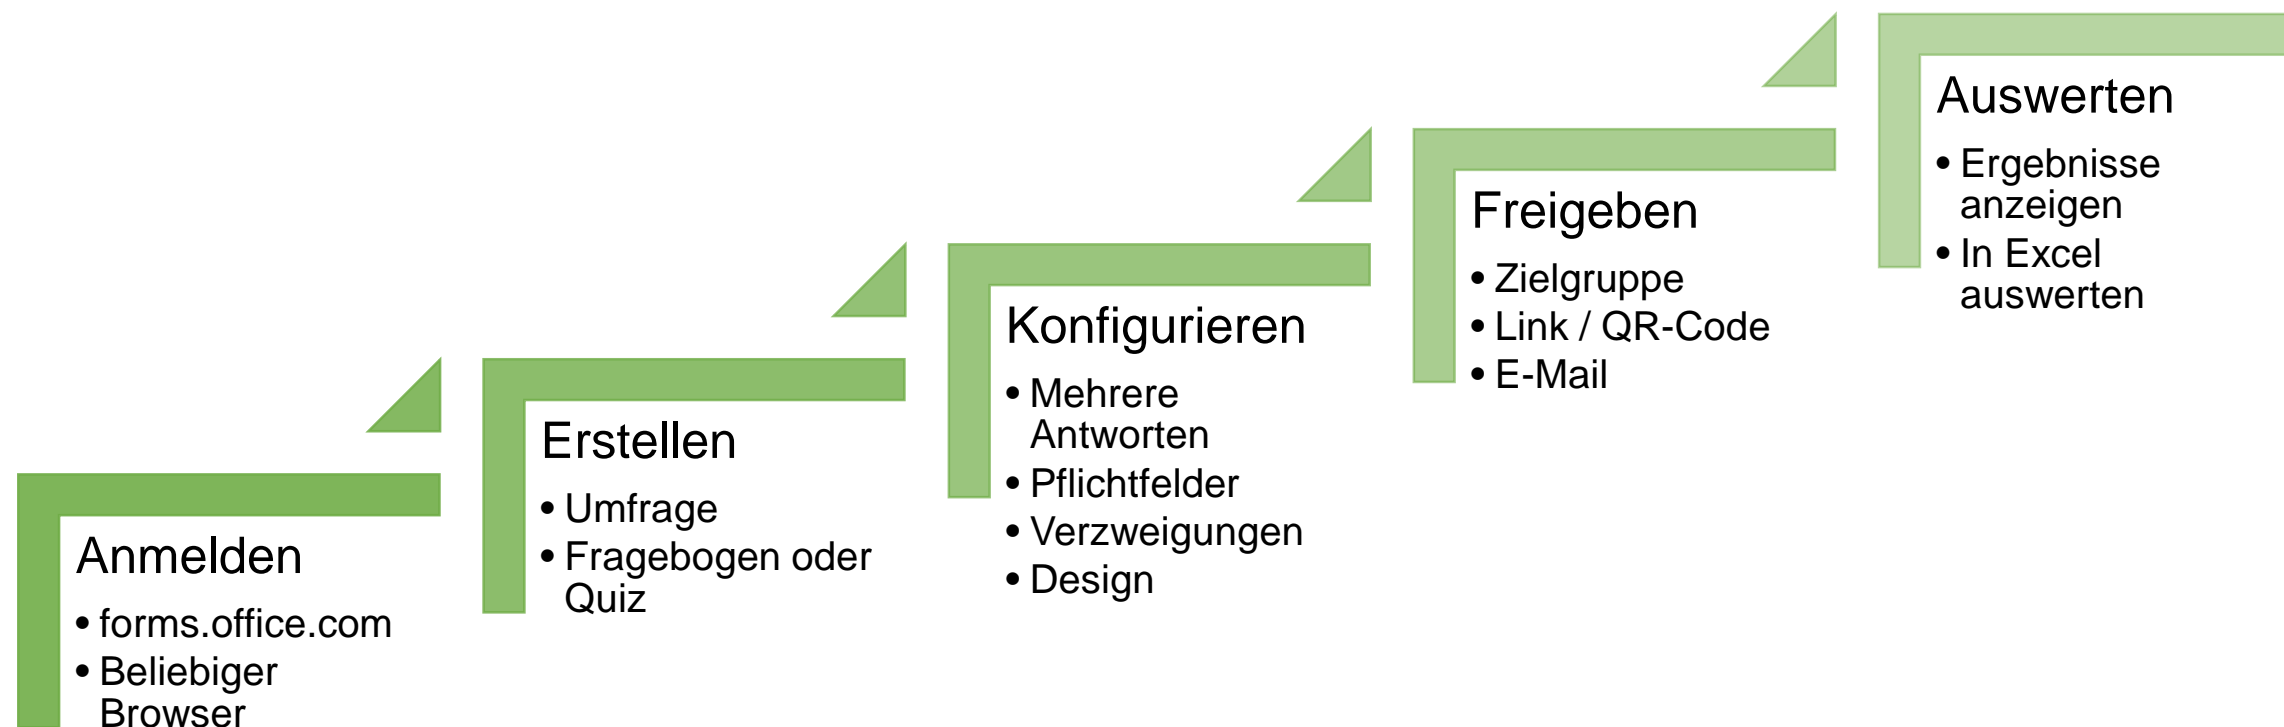 Anmelden
• forms.office.com
• Beliebiger
Browser
Erstellen
• Umfrage
• Fragebogen oder
Quiz
Konfigurieren
• Mehrere
Antworten
• Pflichtfelder
• Verzweigungen
• Design
Freigeben
• Zielgruppe
• Link / QR-Code
• E-Mail
Auswerten
• Ergebnisse
anzeigen
• In Excel
auswerten